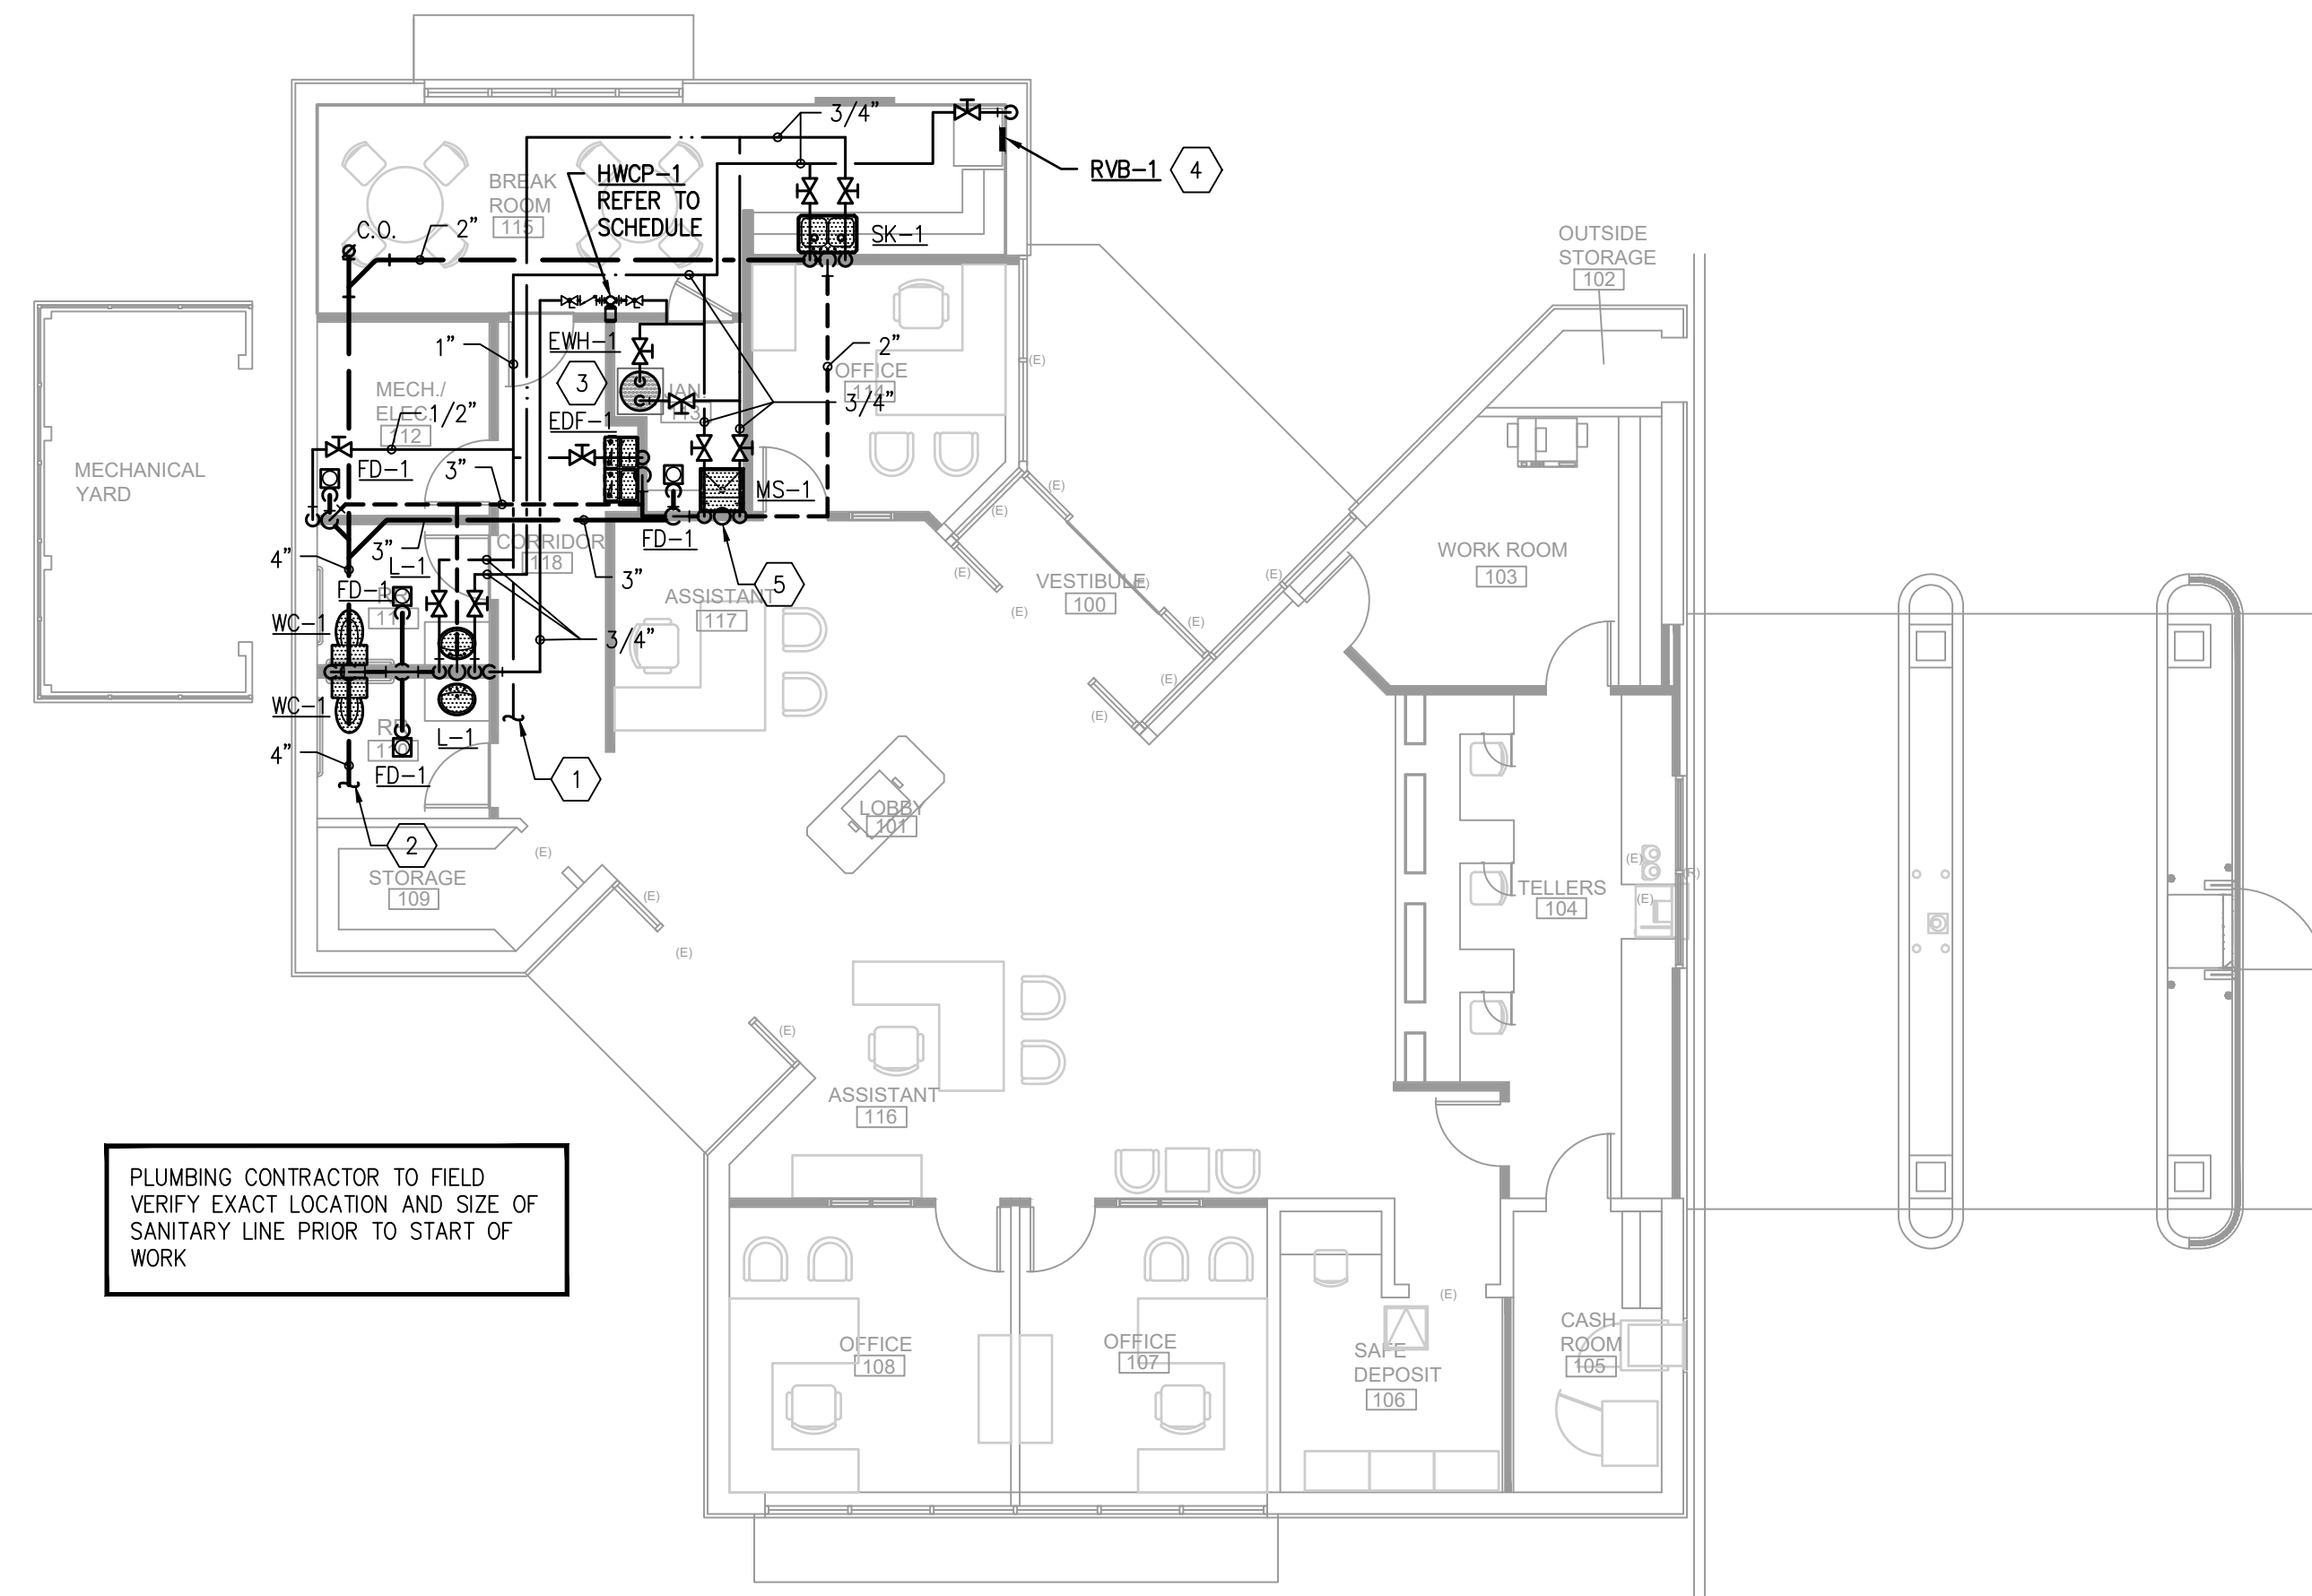 3/4"
RVB-1
4
HWCP-1
REFER TO
SCHEDULE
BREAK
ROOM
115
C.O.
2"
SK-1
OUTSIDE
STORAGE
102
1"
EWH-1
3
2"
OFFICE
114
(E)
MECH./
ELEC.
112
1/2"
JAN
113
3/4"
EDF-1
MECHANICAL
YARD
FD-1
3"
MS-1
(E)
(E)
FD-1
CORRIDOR
118
3"
4"
L-1
3"
5
WORK ROOM
103
(E)
(E)
(E)
VESTIBULE
100
(E)
(E)
FD-1
RR
ASSISTANT
117
WC-1
3/4"
(E)
(E)
WC-1
RR
110
L-1
4"
FD-1
1
LOBBY
101
2
(E)
(E)
(R)
STORAGE
109
(E)
TELLERS
104
(E)
(E)
(E)
ASSISTANT
116
PLUMBING CONTRACTOR TO FIELD
VERIFY EXACT LOCATION AND SIZE OF
SANITARY LINE PRIOR TO START OF
WORK
(E)
OFFICE
108
OFFICE
107
SAFE
DEPOSIT
106
CASH
ROOM
105